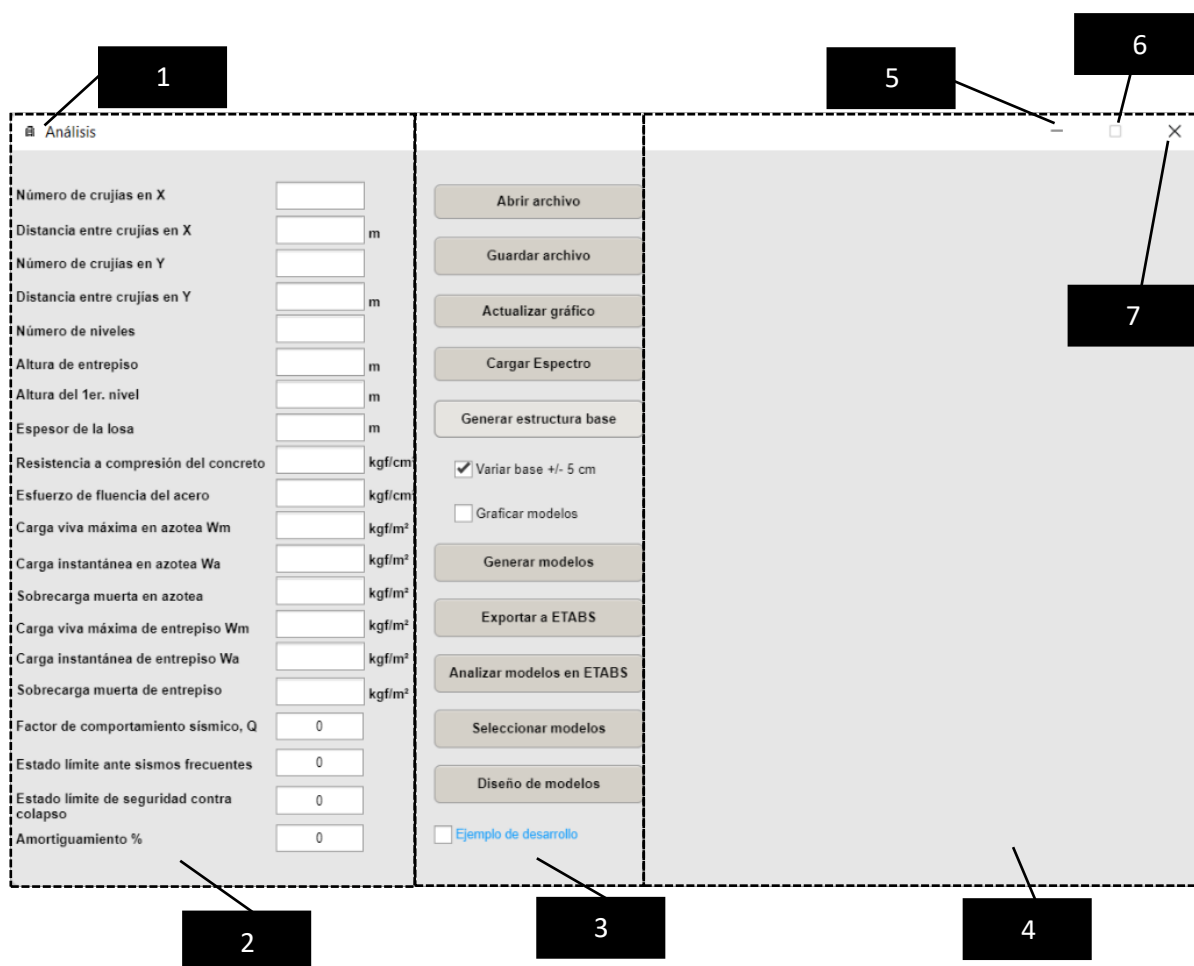 1
5
6
Análisis
7
Número de crujías en X
Distancia entre crujías en X m
Número de crujías en Y
Distancia entre crujías en Y m
Número de niveles
Altura de entrepiso m
Altura del 1er. nivel m
Espesor de la losa m
Resistencia a compresión del concreto kgf/cm
Esfuerzo de fluencia del acero kgf/cm
Carga viva máxima en azotea Wm kgf/m²
Carga instantánea en azotea Wa kgf/m²
Sobrecarga muerta en azotea kgf/m²
Carga viva máxima de entrepiso Wm kgf/m²
Carga instantánea de entrepiso Wa kgf/m²
Sobrecarga muerta de entrepiso kgf/m²
Factor de comportamiento sísmico, Q 0
Estado límite ante sismos frecuentes 0
Estado límite de seguridad contra
colapso 0
Amortiguamiento % 0
Abrir archivo
Guardar archivo
Actualizar gráfico
Cargar Espectro
Generar estructura base
Variar base +/- 5 cm
Graficar modelos
Generar modelos
Exportar a ETABS
Analizar modelos en ETABS
Seleccionar modelos
Diseño de modelos
Ejemplo de desarrollo
2
3
4